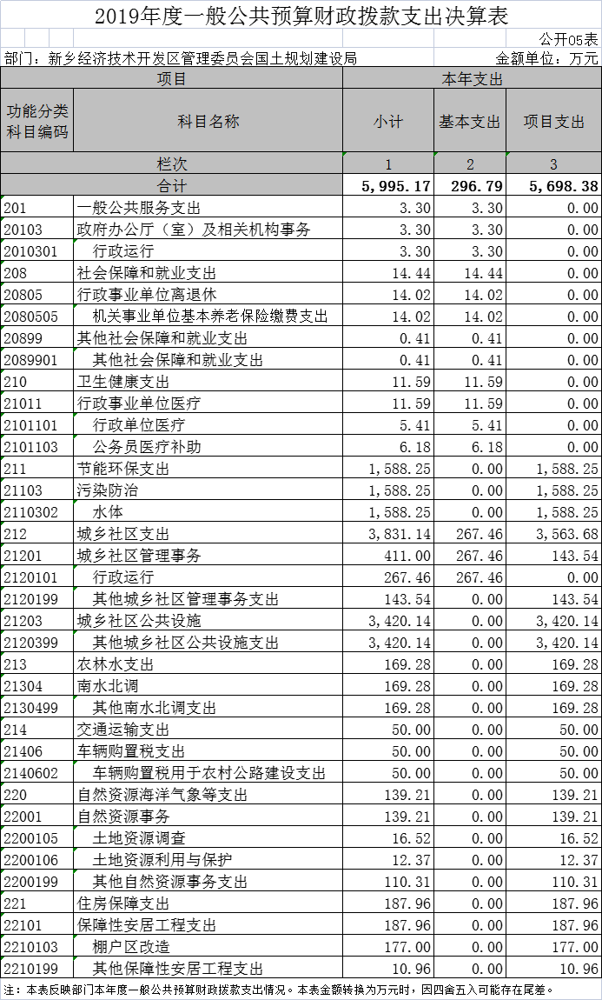 2019年度一般公共预算财政拨款支出决算表
公开05表
部门：新乡经济技术开发区管理委员会国土规划建设局 金额单位：万元
项目 本年支出
功能分类科目编码 科目名称 小计 基本支出 项目支出
栏次 1 2 3
合计 5,995.17 296.79 5,698.38
201 一般公共服务支出 3.30 3.30 0.00
20103 政府办公厅（室）及相关机构事务 3.30 3.30 0.00
2010301 行政运行 3.30 3.30 0.00
208 社会保障和就业支出 14.44 14.44 0.00
20805 行政事业单位离退休 14.02 14.02 0.00
2080505 机关事业单位基本养老保险缴费支出 14.02 14.02 0.00
20899 其他社会保障和就业支出 0.41 0.41 0.00
2089901 其他社会保障和就业支出 0.41 0.41 0.00
210 卫生健康支出 11.59 11.59 0.00
21011 行政事业单位医疗 11.59 11.59 0.00
2101101 行政单位医疗 5.41 5.41 0.00
2101103 公务员医疗补助 6.18 6.18 0.00
211 节能环保支出 1,588.25 0.00 1,588.25
21103 污染防治 1,588.25 0.00 1,588.25
2110302 水体 1,588.25 0.00 1,588.25
212 城乡社区支出 3,831.14 267.46 3,563.68
21201 城乡社区管理事务 411.00 267.46 143.54
2120101 行政运行 267.46 267.46 0.00
2120199 其他城乡社区管理事务支出 143.54 0.00 143.54
21203 城乡社区公共设施 3,420.14 0.00 3,420.14
2120399 其他城乡社区公共设施支出 3,420.14 0.00 3,420.14
213 农林水支出 169.28 0.00 169.28
21304 南水北调 169.28 0.00 169.28
2130499 其他南水北调支出 169.28 0.00 169.28
214 交通运输支出 50.00 0.00 50.00
21406 车辆购置税支出 50.00 0.00 50.00
2140602 车辆购置税用于农村公路建设支出 50.00 0.00 50.00
220 自然资源海洋气象等支出 139.21 0.00 139.21
22001 自然资源事务 139.21 0.00 139.21
2200105 土地资源调查 16.52 0.00 16.52
2200106 土地资源利用与保护 12.37 0.00 12.37
2200199 其他自然资源事务支出 110.31 0.00 110.31
221 住房保障支出 187.96 0.00 187.96
22101 保障性安居工程支出 187.96 0.00 187.96
2210103 棚户区改造 177.00 0.00 177.00
2210199 其他保障性安居工程支出 10.96 0.00 10.96
注：本表反映部门本年度一般公共预算财政拨款支出情况。本表金额转换为万元时，因四舍五入可能存在尾差。